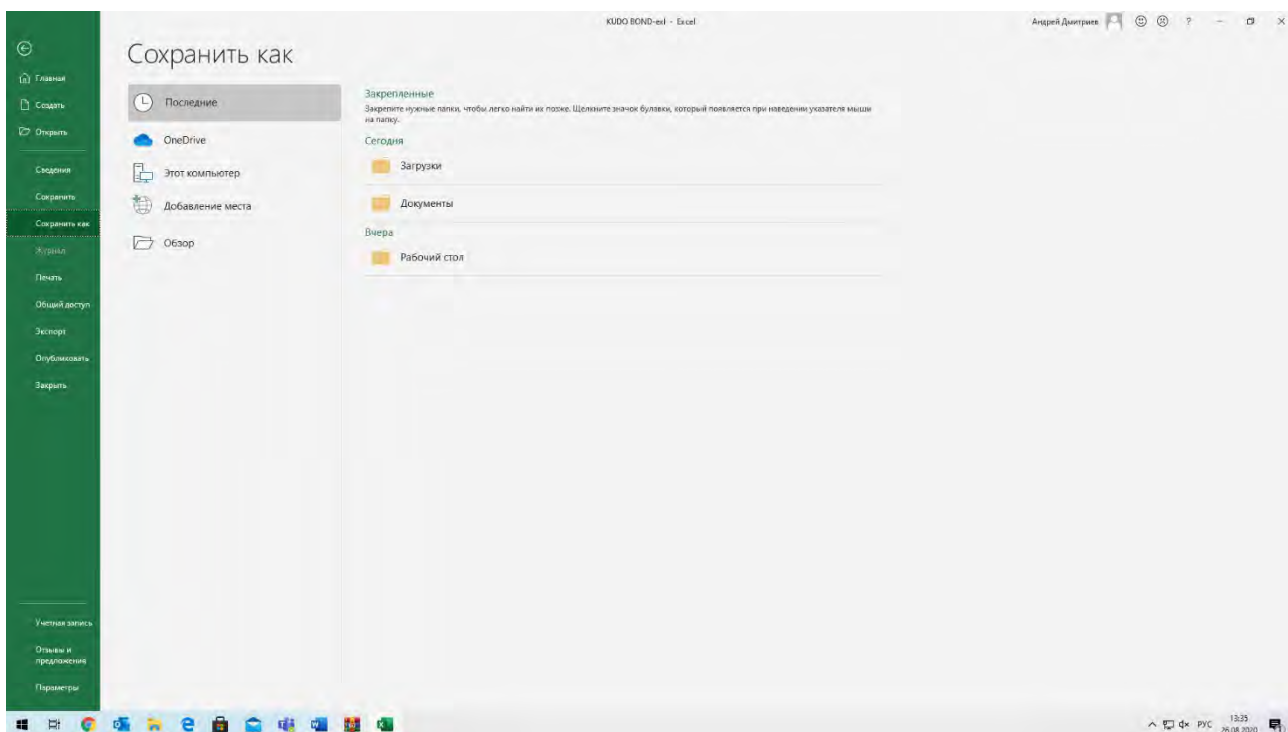 KUDO BOND-exl - Excel
Андрей Дмитриев
?
Сохранить как
Главная
Создать
Открыть
Сведения
Сохранить
Сохранить как
Журнал
Печать
Общий доступ
Экспорт
Опубликовать
Закрыть
Учетная запись
Отзывы и
предложения
Параметры
Последние
OneDrive
Этот компьютер
Добавление места
Обзор
Закрепленные
Закрепите нужные папки, чтобы легко найти их позже. Щелкните значок булавки, который появляется при наведении указателя мыши
на папку.
Сегодня
Загрузки
Документы
Вчера
Рабочий стол
РУС
13:35
26.08.2020